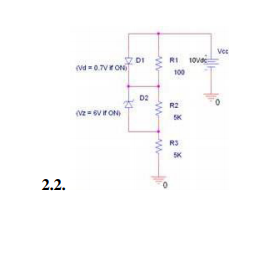 Vcc
D1
R1
10Vdc
(Vd = 0.7V if ON)
100
0
D2
R2
(Vz = 6V if ON)
5K
R3
5K
2.2.
0